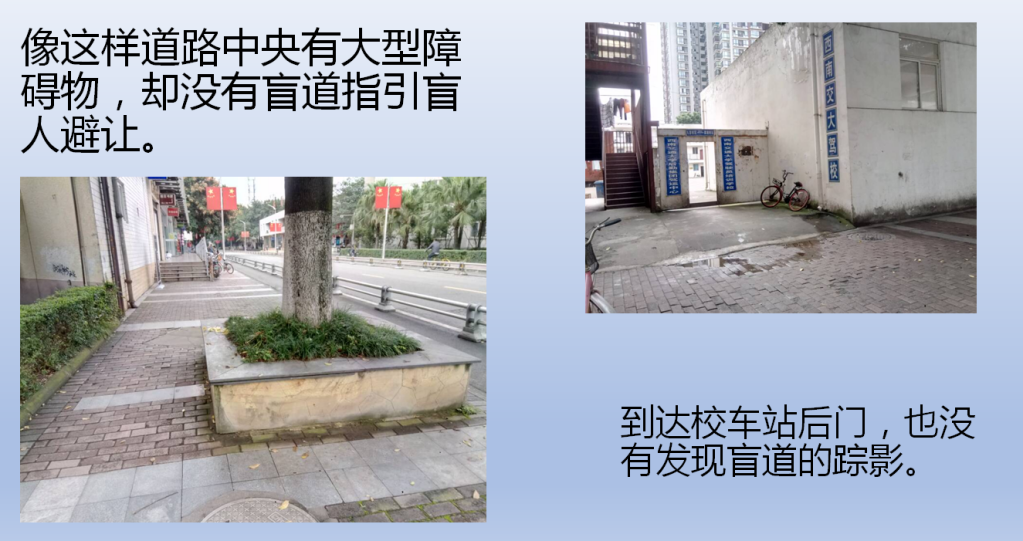 像这样道路中央有大型障
碍物，却没有盲道指引盲
人避让。
西南交大驾校
到达校车站后门，也没
有发现盲道的踪影。